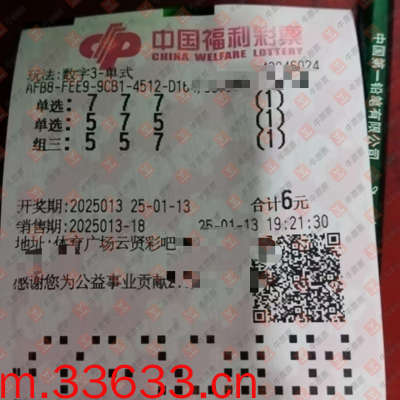 中国福利彩票
CHINA WELFARE LOTTERY
玩法:数字3-单式
AFB8-FEE9-9CB1-4512-D16
单选: 7 7 7 (1)
单选: 5 7 5 (1)
组三: 5 5 7 (1)
开奖期:2025013 25-01-13 合计6元
销售期:2025013-18 25-01-13 19:21:30
地址:体育广场云贤彩吧
感谢您为公益事业贡献2.
m.33633.cn